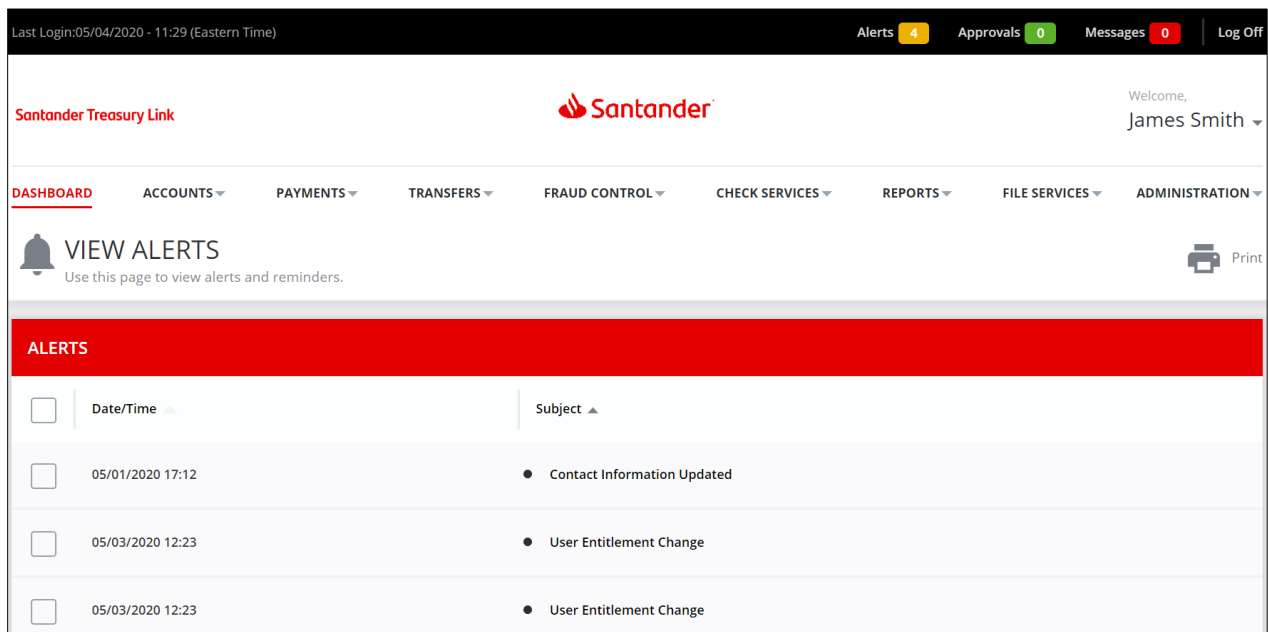 Last Login:05/04/2020 - 11:29 (Eastern Time) Alerts 4 Approvals 0 Messages 0 Log Off
Santander Treasury Link Santander Welcome,
James Smith
DASHBOARD ACCOUNTS PAYMENTS TRANSFERS FRAUD CONTROL CHECK SERVICES REPORTS FILE SERVICES ADMINISTRATION
VIEW ALERTS
Use this page to view alerts and reminders. Print
ALERTS
Date/Time Subject
05/01/2020 17:12 Contact Information Updated
05/03/2020 12:23 User Entitlement Change
05/03/2020 12:23 User Entitlement Change